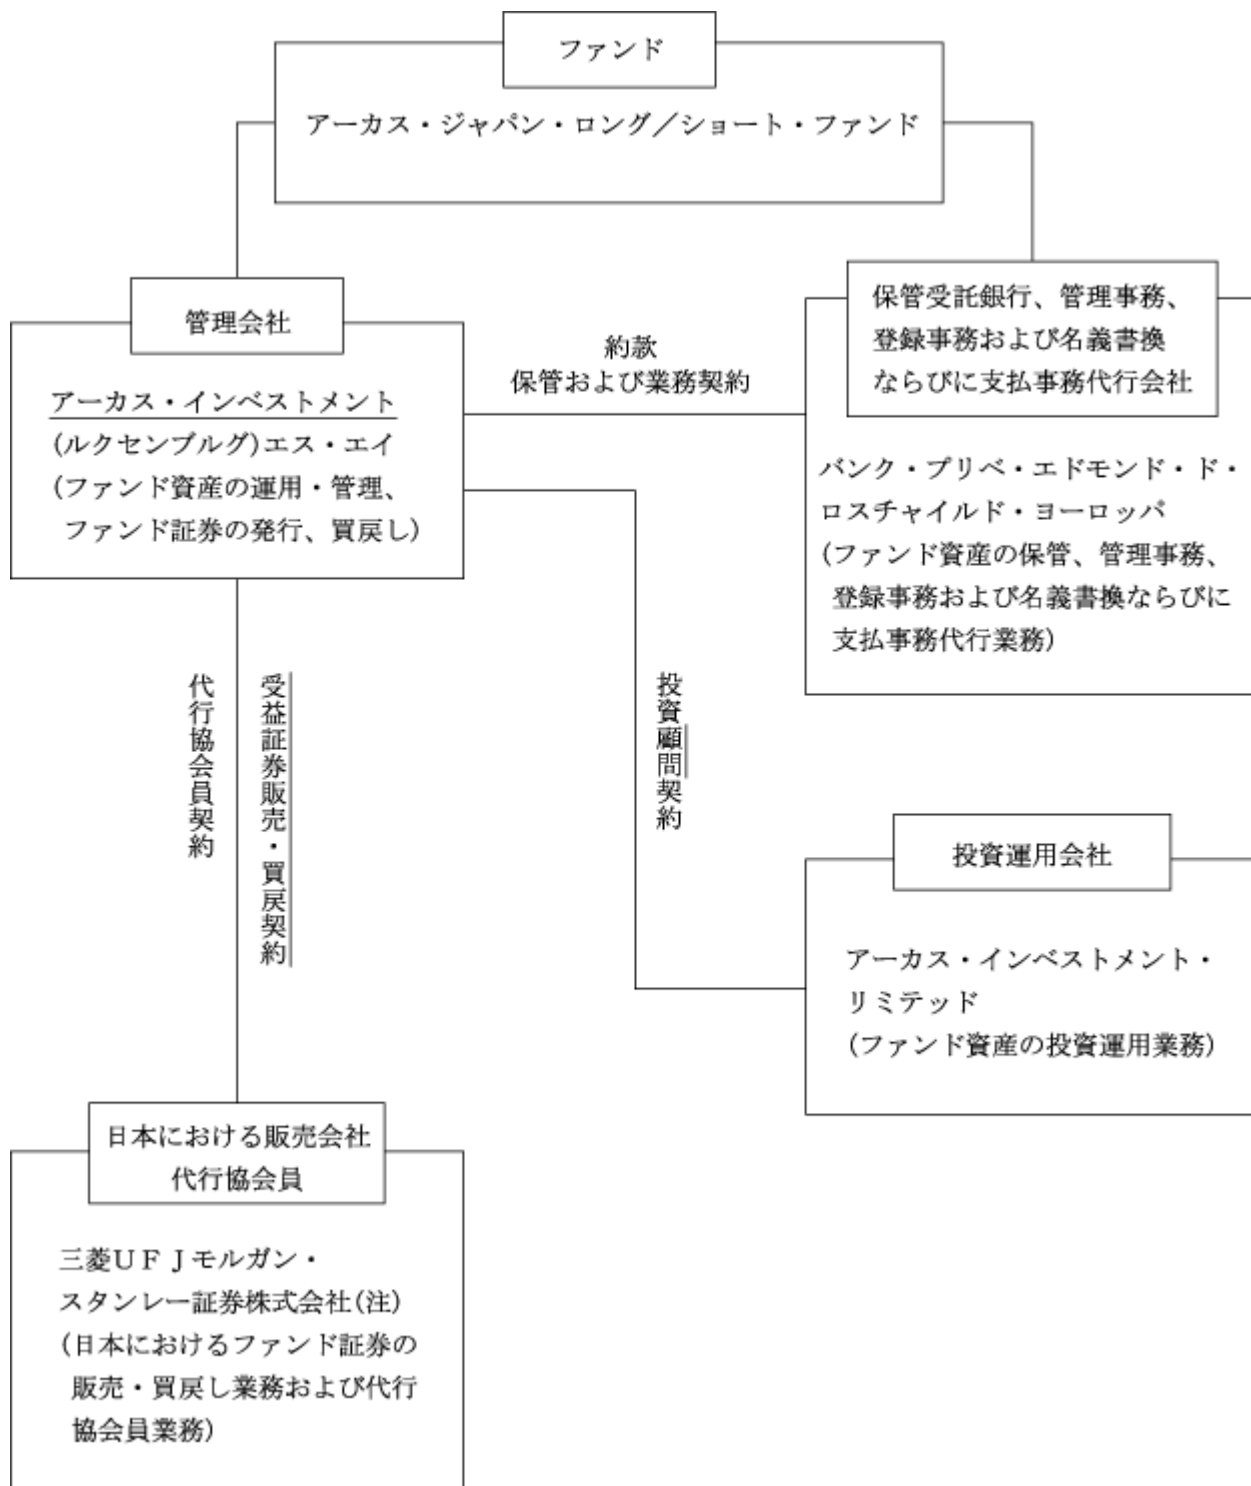 ファンド
アーカス・ジャパン・ロング／ショート・ファンド
管理会社
アーカス・インベストメント
(ルクセンブルグ)エス・エイ
(ファンド資産の運用・管理、
ファンド証券の発行、買戻し)
約款
保管および業務契約
保管受託銀行、管理事務、
登録事務および名義書換
ならびに支払事務代行会社
バンク・プリベ・エドモンド・ド・
ロスチャイルド・ヨーロッパ
(ファンド資産の保管、管理事務、
登録事務および名義書換ならびに
支払事務代行業務)
代行協会員契約
受益証券販売・買戻契約
投資顧問契約
投資運用会社
アーカス・インベストメント・
リミテッド
(ファンド資産の投資運用業務)
日本における販売会社
代行協会員
三菱ＵＦＪモルガン・
スタンレー証券株式会社(注)
(日本におけるファンド証券の
販売・買戻し業務および代行
協会員業務)